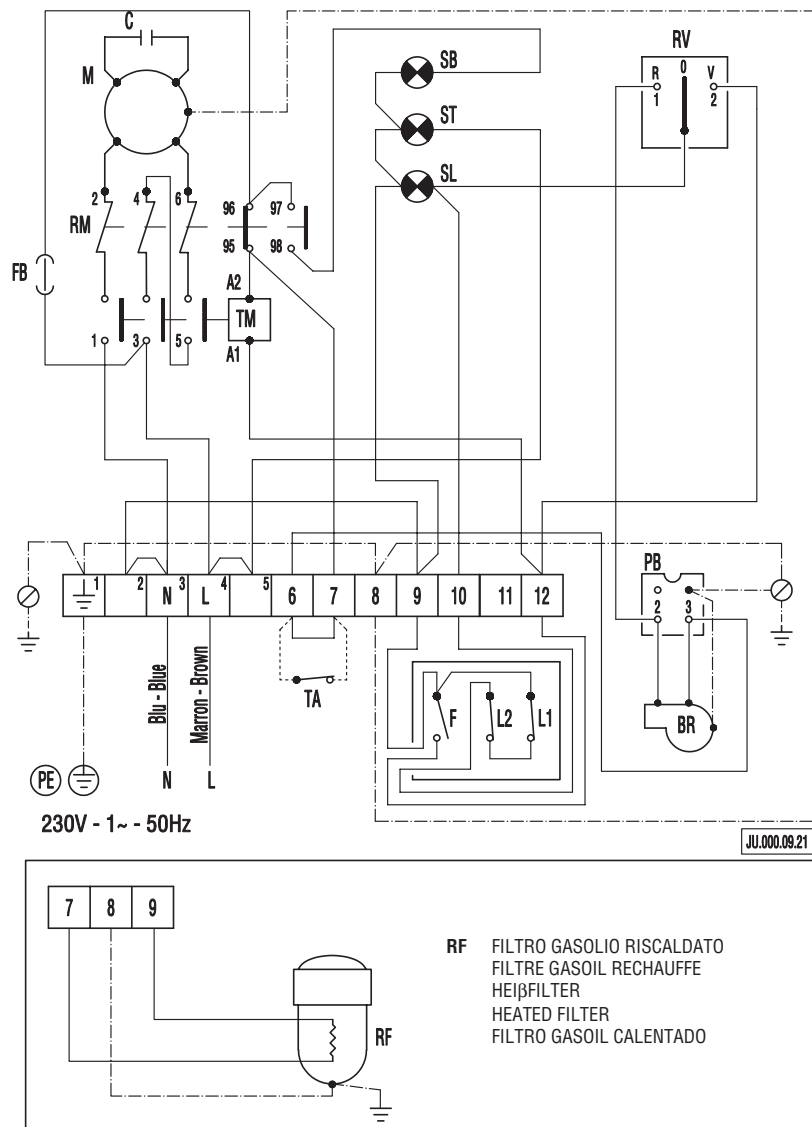 C
M
SB
ST
SL
RV
R 0 V
1 2
2 4 6
96 97
RM
95 98
FB
A2
TM
1 3 5
A1
PB
1 2 N 3 L 4 5 6 7 8 9 10 11 12
2 3
Blu - Blue
Marron - Brown
TA
F L2 L1
BR
PE N L
230V - 1~ - 50Hz
JU.000.09.21
7 8 9
RF
RF FILTRO GASOLIO RISCALDATO
FILTRE GASOIL RECHAUFFE
HEIβFILTER
HEATED FILTER
FILTRO GASOIL CALENTADO